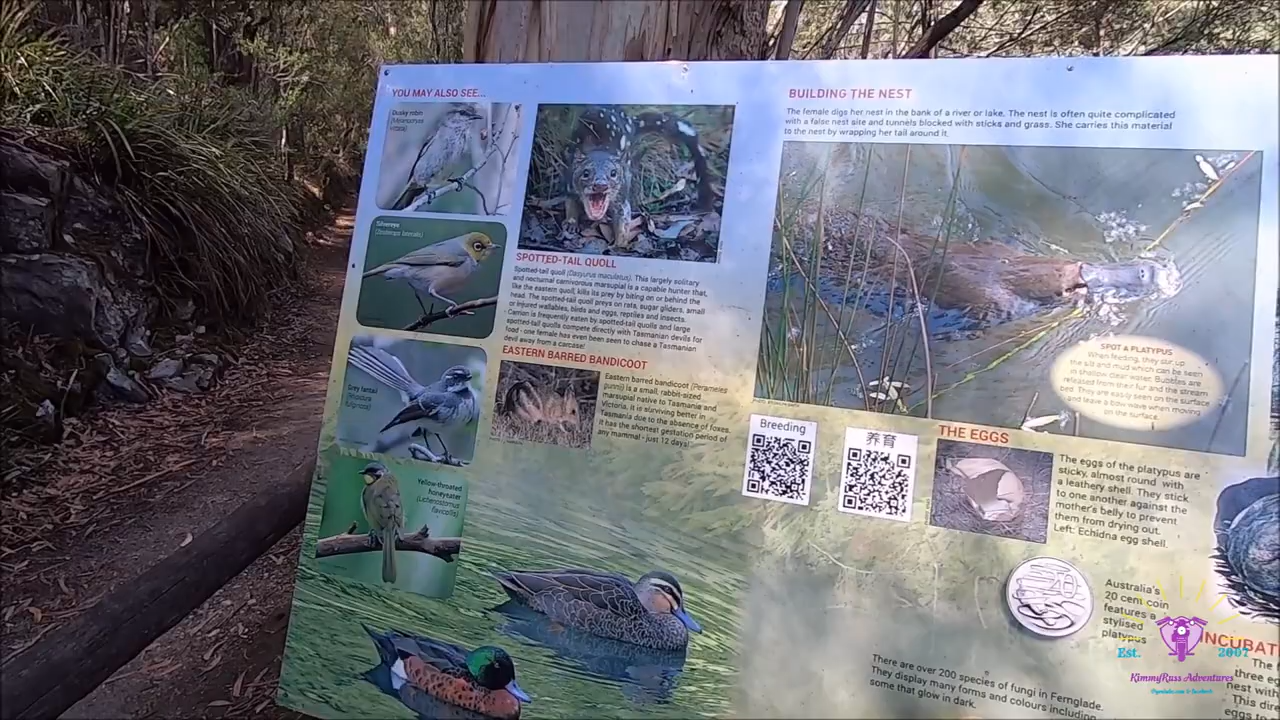 YOU MAY ALSO SEE...
Dusky robin
(Melanodryas
vittata)
Silvereye
(Zosterops lateralis)
Grey fantail
(Rhipidura
fuliginosa)
Yellow-throated
honeyeater
(Lichenostomus
flavicollis)
SPOTTED-TAIL QUOLL
Spotted-tail quoll (Dasyurus maculatus). This largely solitary
and nocturnal carnivorous marsupial is a capable hunter that,
like the eastern quoll, kills its prey by biting on or behind the
head. The spotted-tail quoll preys on rats, sugar gliders, small
or injured wallabies, birds and eggs, reptiles and insects.
Carrion is frequently eaten by spotted-tail quolls and large
spotted-tail quolls compete directly with Tasmanian devils for
food - one female has even been seen to chase a Tasmanian
devil away from a carcase!
EASTERN BARRED BANDICOOT
Eastern barred bandicoot (Perameles
gunnii) is a small, rabbit-sized
marsupial native to Tasmania and
Victoria. It is surviving better in
Tasmania due to the absence of foxes.
It has the shortest gestation period of
any mammal - just 12 days!
BUILDING THE NEST
The female digs her nest in the bank of a river or lake. The nest is often quite complicated
with a false nest site and tunnels blocked with sticks and grass. She carries this material
to the nest by wrapping her tail around it.
SPOT A PLATYPUS
When feeding, they stir up
the silt and mud which can be seen
in shallow, clear water. Bubbles are
released from their fur and the stream
bed. They are easily seen on the surface
and leave a bow wave when moving
on the surface.
Breeding
养育
THE EGGS
The eggs of the platypus are
sticky, almost round with
a leathery shell. They stick
to one another against the
mother's belly to prevent
them from drying out.
Left: Echidna egg shell.
20
Australia's
20 cent coin
features a
stylised
platypus
There are over 200 species of fungi in Fernglade.
They display many forms and colours including
some that glow in dark.
INCUBAT
The
three eg
nest with
This dire
eggs to
Est. 2007
KimmyRuss Adventures